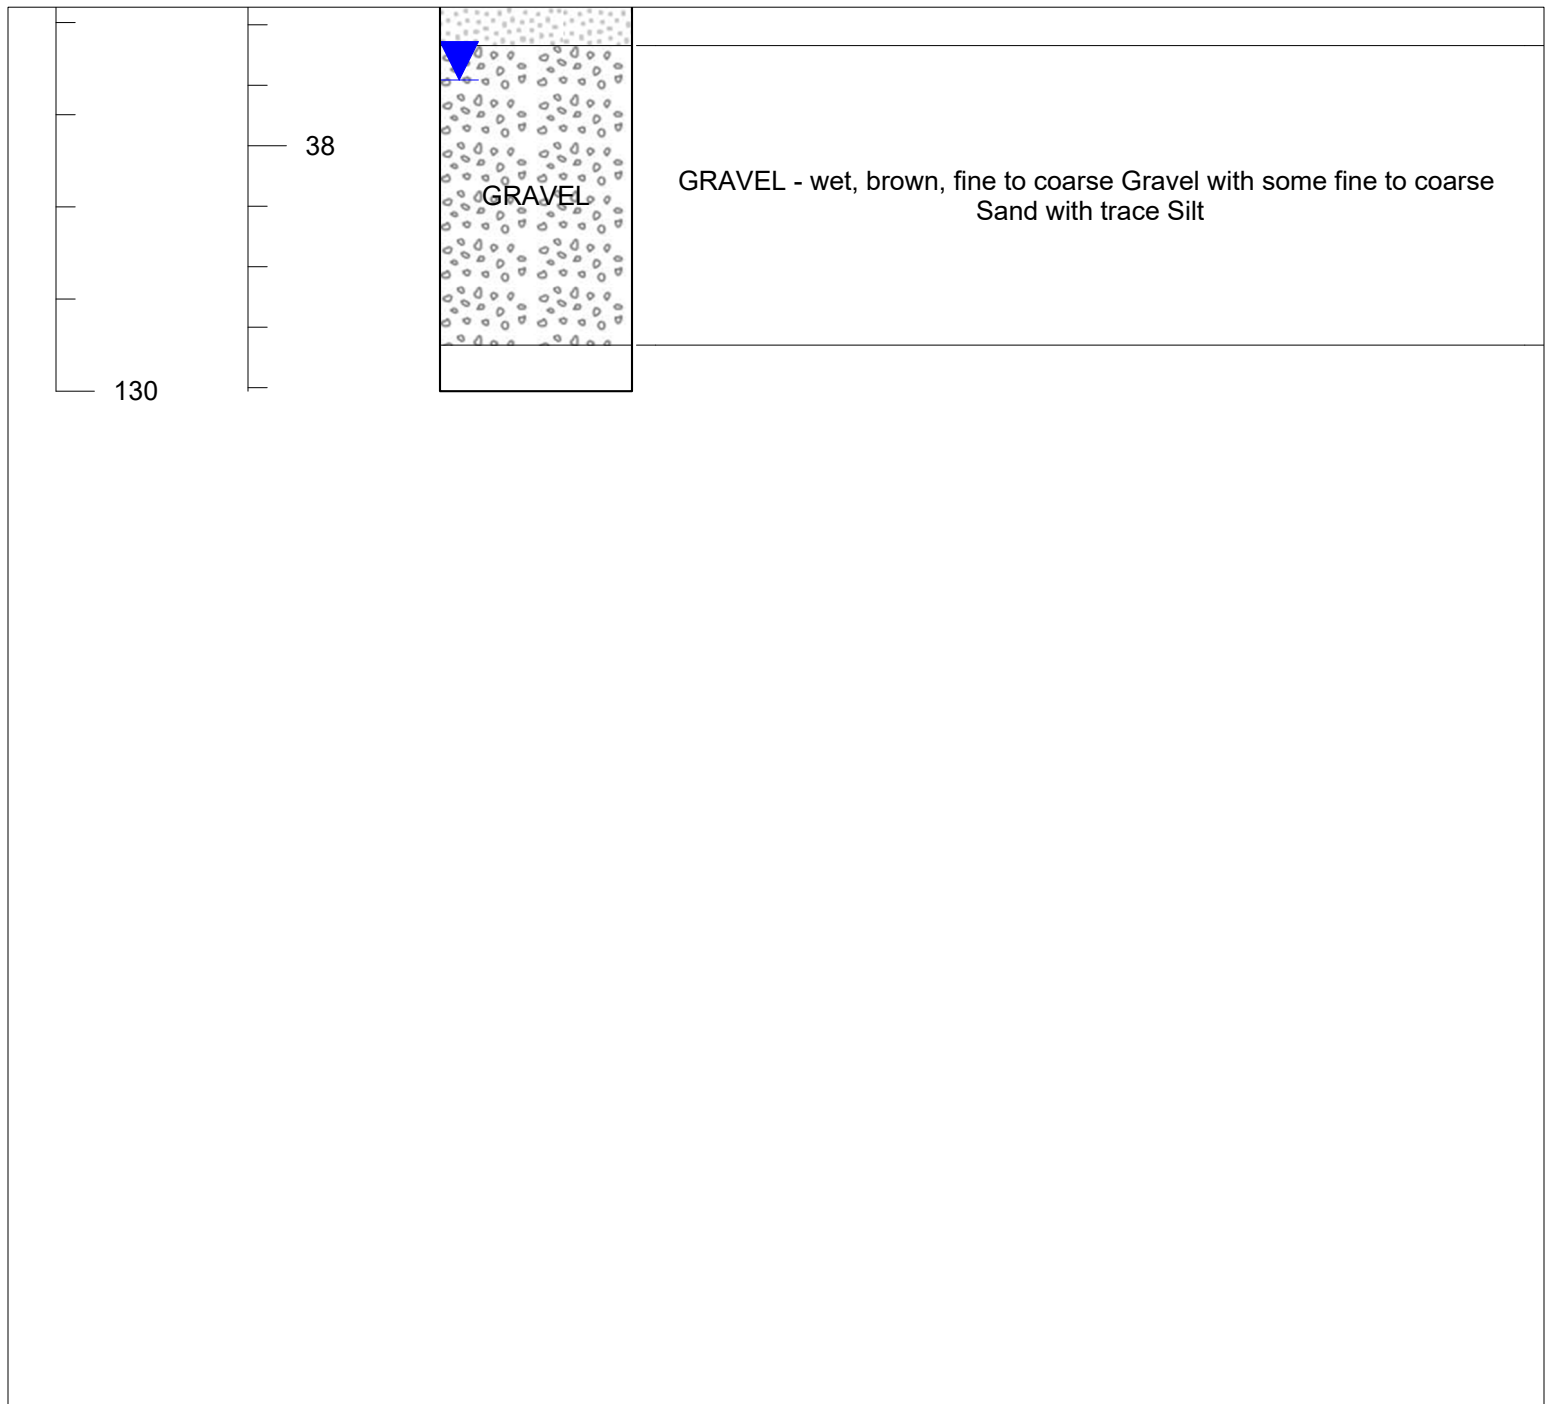 38
GRAVEL
GRAVEL - wet, brown, fine to coarse Gravel with some fine to coarse
Sand with trace Silt
130